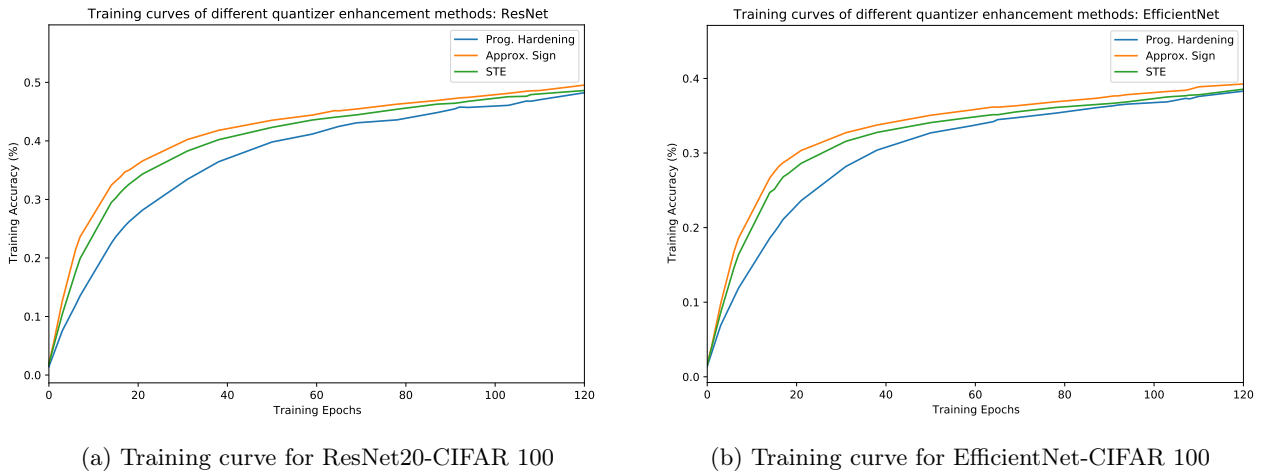 Training curves of different quantizer enhancement methods: ResNet
Prog. Hardening
Approx. Sign
STE
Training Accuracy (%)
0.5
0.4
0.3
0.2
0.1
0.0
0 20 40 60 80 100 120
Training Epochs
(a) Training curve for ResNet20-CIFAR 100
Training curves of different quantizer enhancement methods: EfficientNet
Prog. Hardening
Approx. Sign
STE
Training Accuracy (%)
0.4
0.3
0.2
0.1
0.0
0 20 40 60 80 100 120
Training Epochs
(b) Training curve for EfficientNet-CIFAR 100